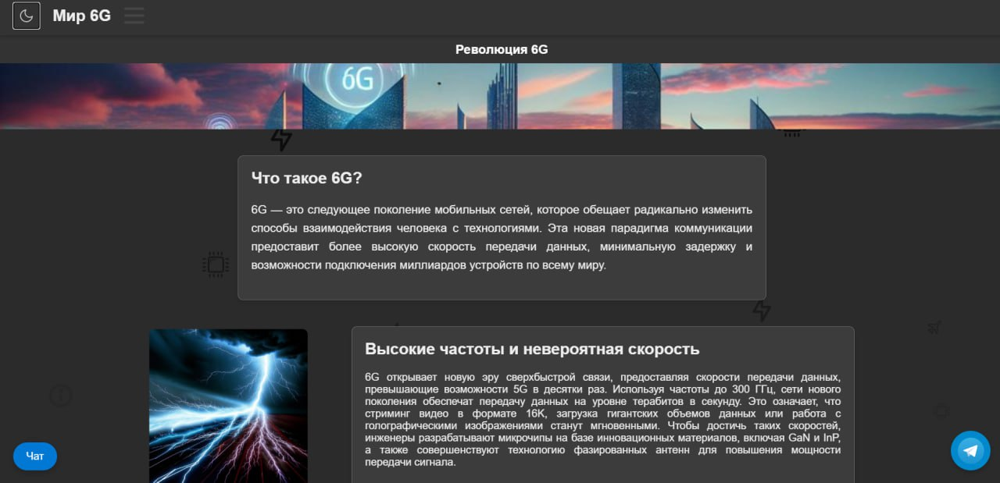 Мир 6G
Революция 6G
6G
Что такое 6G?
6G — это следующее поколение мобильных сетей, которое обещает радикально изменить
способы взаимодействия человека с технологиями. Эта новая парадигма коммуникации
предоставит более высокую скорость передачи данных, минимальную задержку и
возможности подключения миллиардов устройств по всему миру.
Высокие частоты и невероятная скорость
6G открывает новую эру сверхбыстрой связи, предоставляя скорости передачи данных,
превышающие возможности 5G в десятки раз. Используя частоты до 300 ГГц, сети нового
поколения обеспечат передачу данных на уровне терабитов в секунду. Это означает, что
стриминг видео в формате 16K, загрузка гигантских объемов данных или работа с
голографическими изображениями станут мгновенными. Чтобы достичь таких скоростей,
инженеры разрабатывают микрочипы на базе инновационных материалов, включая GaN и InP,
а также совершенствуют технологию фазированных антенн для повышения мощности
передачи сигнала.
Чат